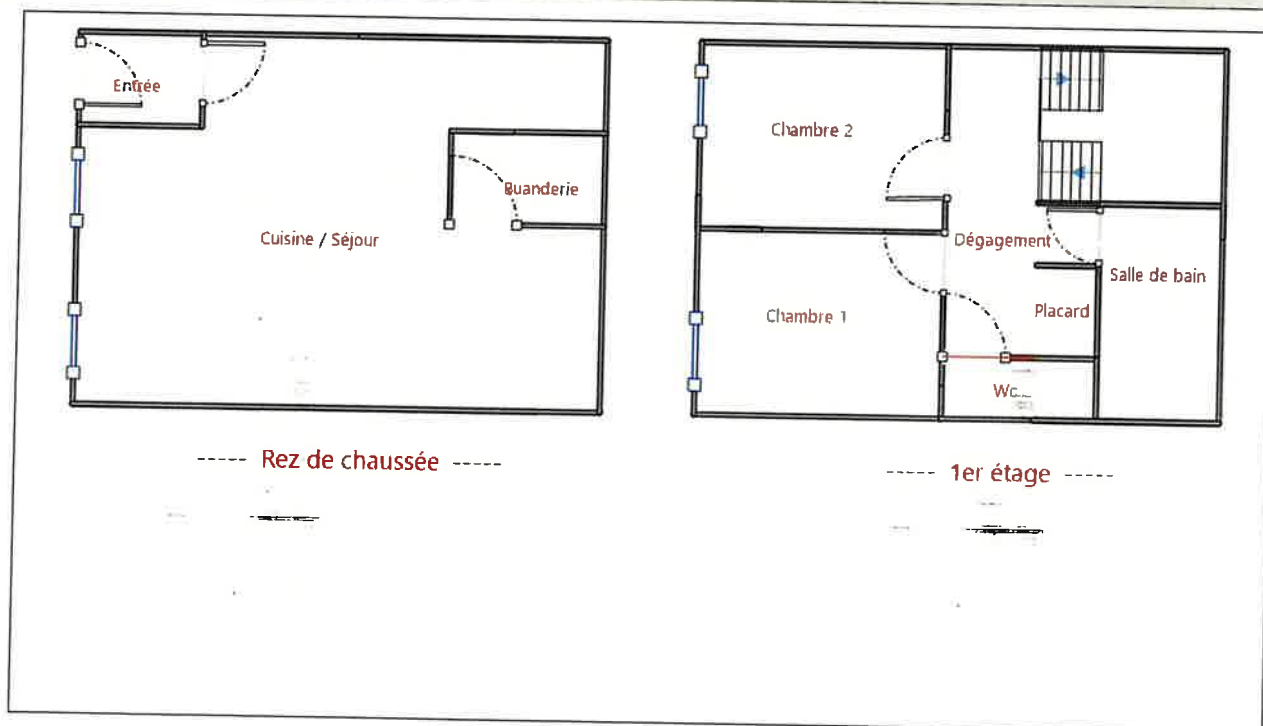 Entrée
Buanderie
Cuisine / Séjour
----- Rez de chaussée -----
Chambre 2
Dégagement
Salle de bain
Chambre 1
Placard
Wc
----- 1er étage -----